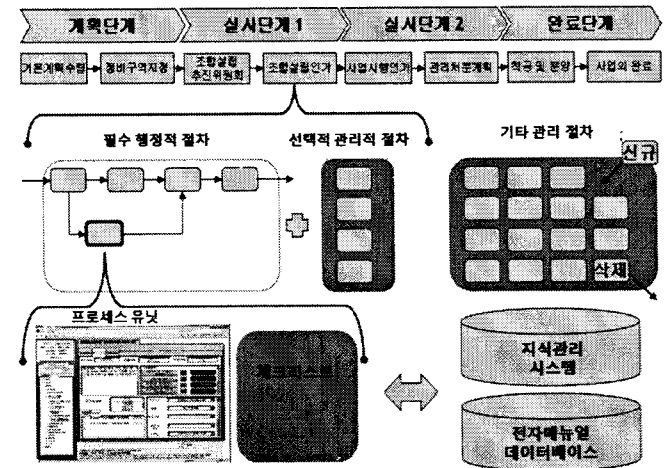 계획단계
실시단계 1
실시단계 2
완료단계
기본계획수립
정비구역지정
조합설립
추진위원회
조합설립인가
사업시행인가
관리처분계획
착공 및 분양
사업의 완료
필수 행정적 절차
선택적 관리적 절차
기타 관리 절차
신규
삭제
프로세스 유닛
체크리스트
지식관리
시스템
전자매뉴얼
데이터베이스